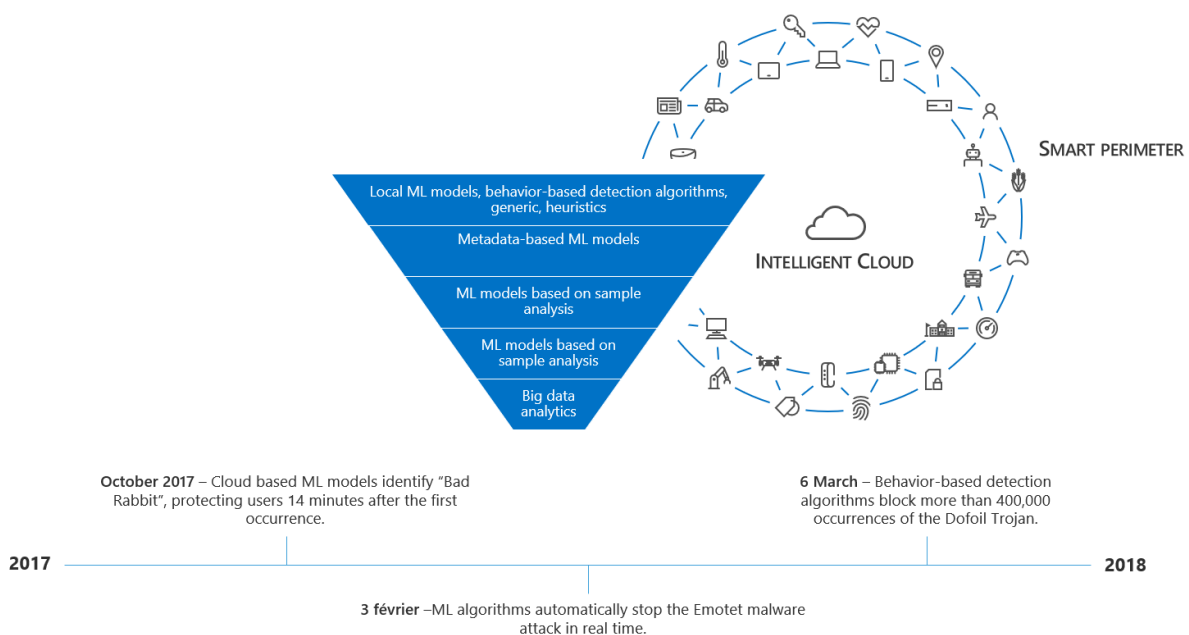 SMART PERIMETER
Local ML models, behavior-based detection algorithms,
generic, heuristics
Metadata-based ML models
INTELLIGENT CLOUD
ML models based on sample
analysis
ML models based on
sample analysis
Big data
analytics
October 2017 – Cloud based ML models identify “Bad
Rabbit”, protecting users 14 minutes after the first
occurrence.
6 March – Behavior-based detection
algorithms block more than 400,000
occurrences of the Dofoil Trojan.
2017
2018
3 février –ML algorithms automatically stop the Emotet malware
attack in real time.